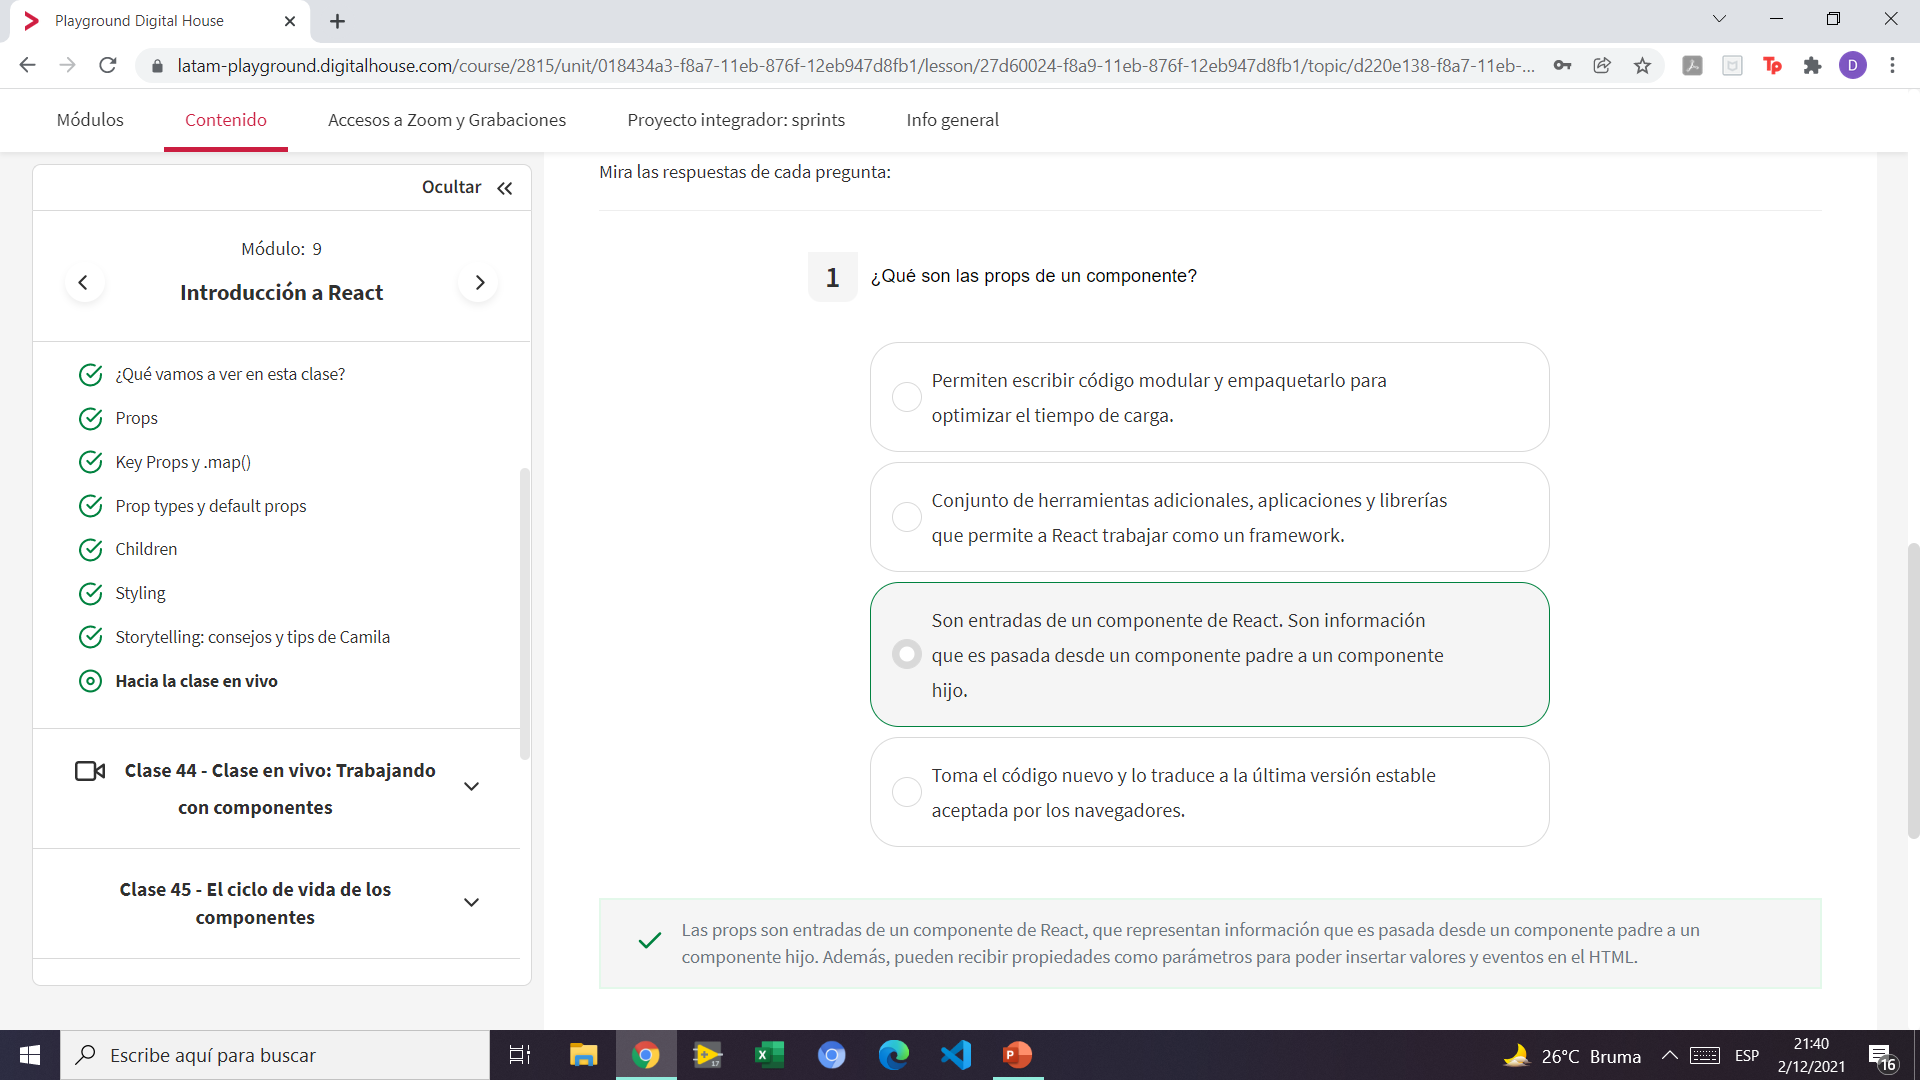 Playground Digital House
latam-playground.digitalhouse.com/course/2815/unit/018434a3-f8a7-11eb-876f-12eb947d8fb1/lesson/27d60024-f8a9-11eb-876f-12eb947d8fb1/topic/d220e138-f8a7-11eb-...
Tp
D
Módulos
Contenido
Accesos a Zoom y Grabaciones
Proyecto integrador: sprints
Info general
Ocultar
Módulo: 9
Introducción a React
¿Qué vamos a ver en esta clase?
Props
Key Props y .map()
Prop types y default props
Children
Styling
Storytelling: consejos y tips de Camila
Hacia la clase en vivo
Clase 44 - Clase en vivo: Trabajando
con componentes
Clase 45 - El ciclo de vida de los
componentes
Mira las respuestas de cada pregunta:
1
¿Qué son las props de un componente?
Permiten escribir código modular y empaquetarlo para
optimizar el tiempo de carga.
Conjunto de herramientas adicionales, aplicaciones y librerías
que permite a React trabajar como un framework.
Son entradas de un componente de React. Son información
que es pasada desde un componente padre a un componente
hijo.
Toma el código nuevo y lo traduce a la última versión estable
aceptada por los navegadores.
Las props son entradas de un componente de React, que representan información que es pasada desde un componente padre a un
componente hijo. Además, pueden recibir propiedades como parámetros para poder insertar valores y eventos en el HTML.
Escribe aquí para buscar
26°C Bruma
ESP
21:40
2/12/2021
16